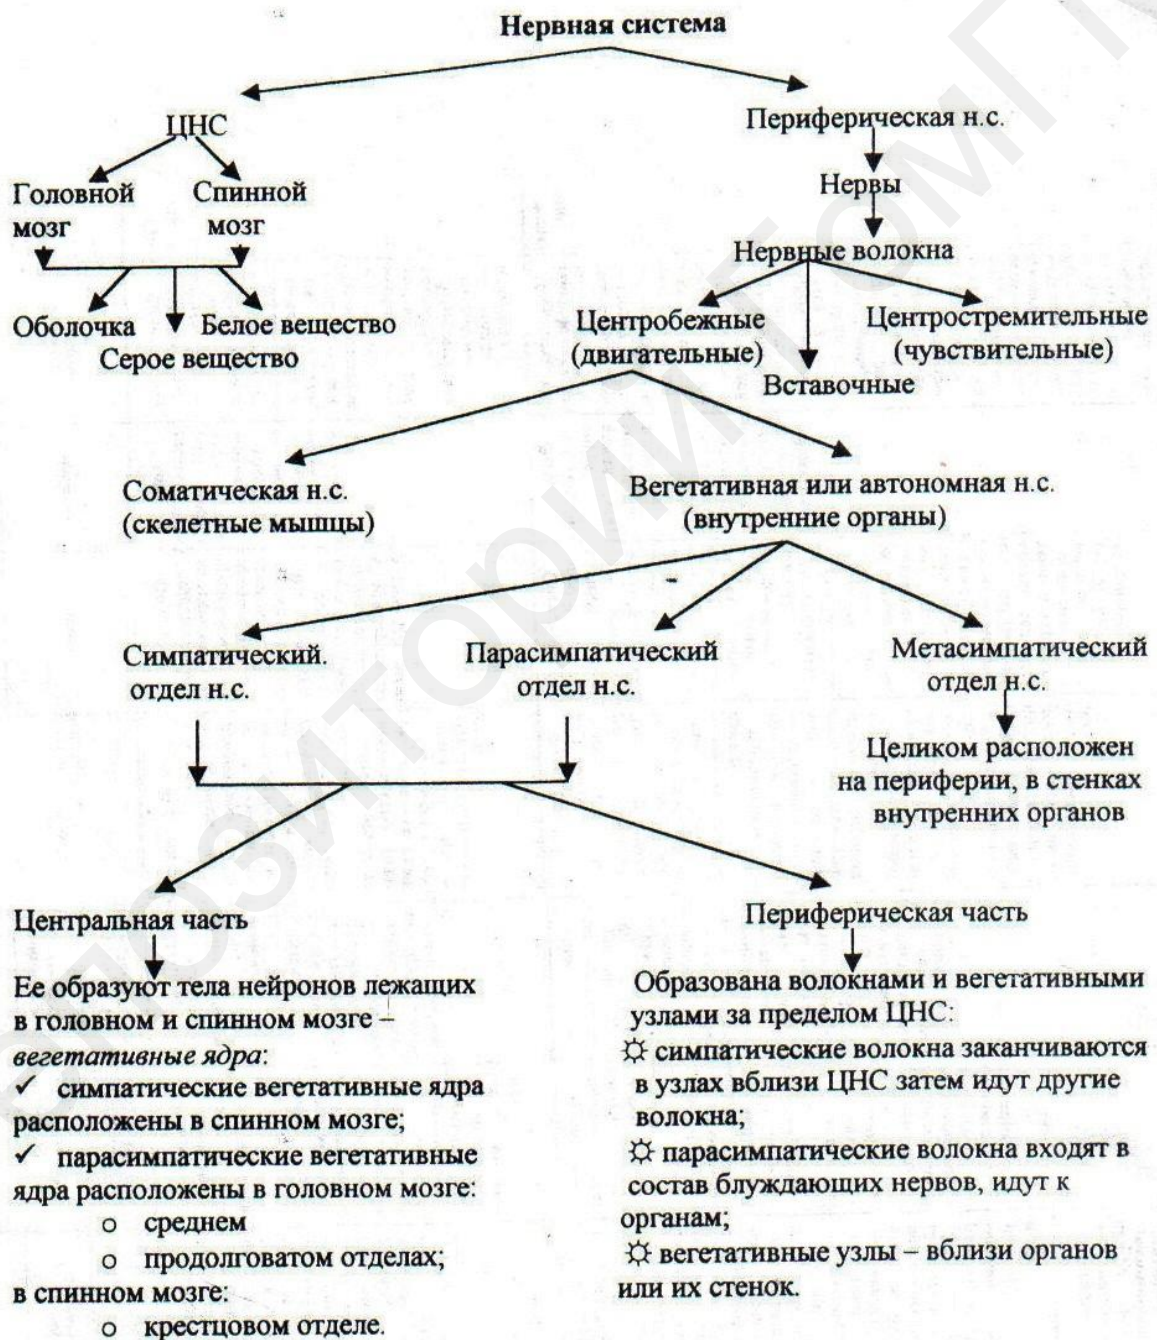 Нервная система
ЦНС
Периферическая н.с.
Головной
мозг
Спинной
мозг
Нервы
Нервные волокна
Оболочка
Белое вещество
Серое вещество
Центробежные
(двигательные)
Центростремительные
(чувствительные)
Вставочные
Соматическая н.с.
(скелетные мышцы)
Вегетативная или автономная н.с.
(внутренние органы)
Симпатический.
отдел н.с.
Парасимпатический
отдел н.с.
Метасимпатический
отдел н.с.
Целиком расположен
на периферии, в стенках
внутренних органов
Центральная часть
Ее образуют тела нейронов лежащих
в головном и спинном мозге –
вегетативные ядра:
✓ симпатические вегетативные ядра
расположены в спинном мозге;
✓ парасимпатические вегетативные
ядра расположены в головном мозге:
o среднем
o продолговатом отделах;
в спинном мозге:
o крестцовом отделе.
Периферическая часть
Образована волокнами и вегетативными
узлами за пределом ЦНС:
☼ симпатические волокна заканчиваются
в узлах вблизи ЦНС затем идут другие
волокна;
☼ парасимпатические волокна входят в
состав блуждающих нервов, идут к
органам;
☼ вегетативные узлы – вблизи органов
или их стенок.